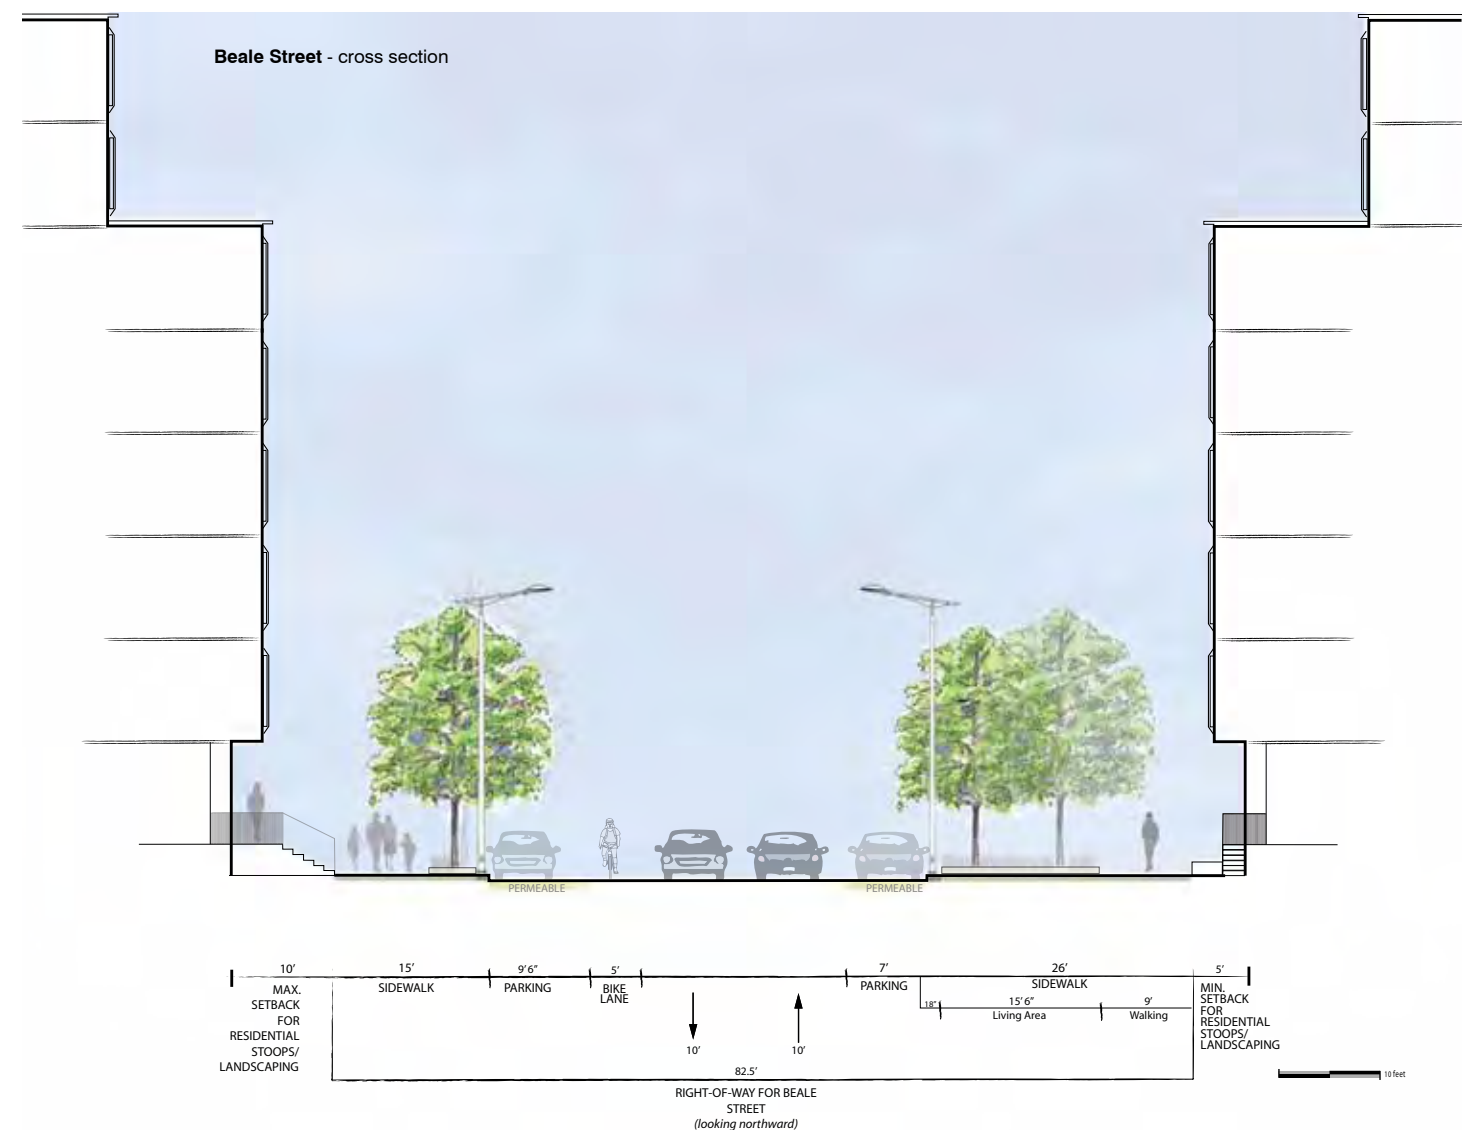 Beale Street - cross section
PERMEABLE
PERMEABLE
10’
15’
9’ 6”
5’
7’
26’
5’
MAX.
SETBACK
FOR
RESIDENTIAL
STOOPS/
LANDSCAPING
SIDEWALK
PARKING
BIKE
LANE
PARKING
SIDEWALK
MIN.
SETBACK
FOR
RESIDENTIAL
STOOPS/
LANDSCAPING
18”
15’ 6”
9’
Living Area
Walking
10’
10’
82.5’
RIGHT-OF-WAY FOR BEALE
STREET
(looking northward)
10 feet